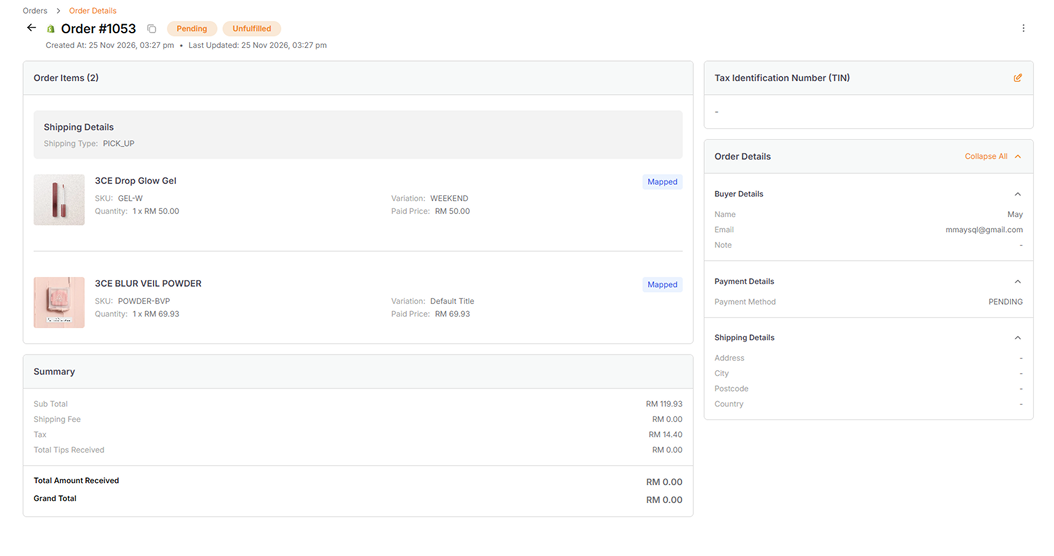 Orders > Order Details
Order #1053 Pending Unfulfilled
Created At: 25 Nov 2026, 03:27 pm • Last Updated: 25 Nov 2026, 03:27 pm
Order Items (2)
Shipping Details
Shipping Type: PICK_UP
3CE Drop Glow Gel Mapped
SKU: GEL-W Variation: WEEKEND
Quantity: 1 x RM 50.00 Paid Price: RM 50.00
3CE BLUR VEIL POWDER Mapped
SKU: POWDER-BVP Variation: Default Title
Quantity: 1 x RM 69.93 Paid Price: RM 69.93
Summary
Sub Total RM 119.93
Shipping Fee RM 0.00
Tax RM 14.40
Total Tips Received RM 0.00
Total Amount Received RM 0.00
Grand Total RM 0.00
Tax Identification Number (TIN)
-
Order Details Collapse All
Buyer Details
Name May
Email mmaysql@gmail.com
Note -
Payment Details
Payment Method PENDING
Shipping Details
Address -
City -
Postcode -
Country -